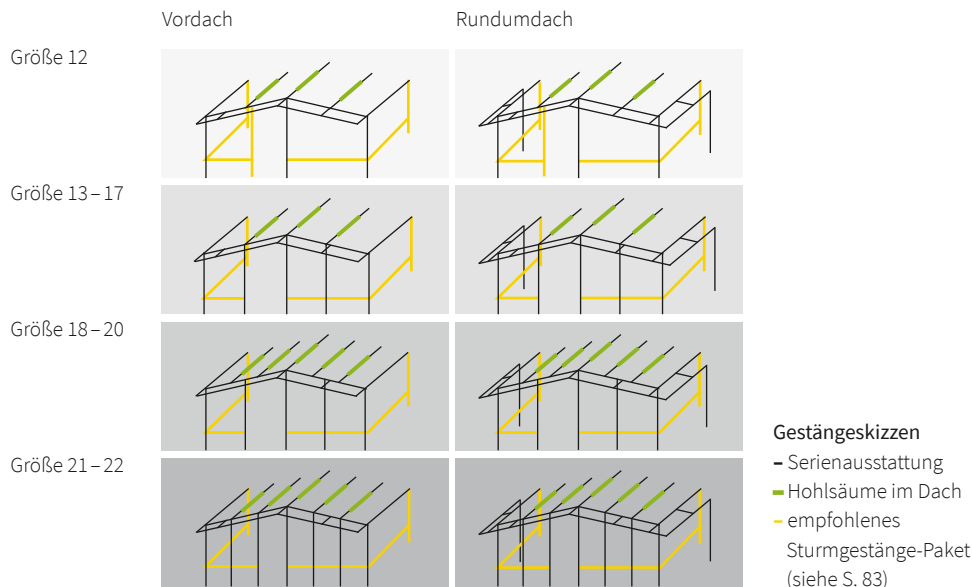 Vordach
Rundumdach
Größe 12
Größe 13 – 17
Größe 18 – 20
Größe 21 – 22
Gestängeskizzen
– Serienausstattung
– Hohlsäume im Dach
– empfohlenes
Sturmgestänge-Paket
(siehe S. 83)